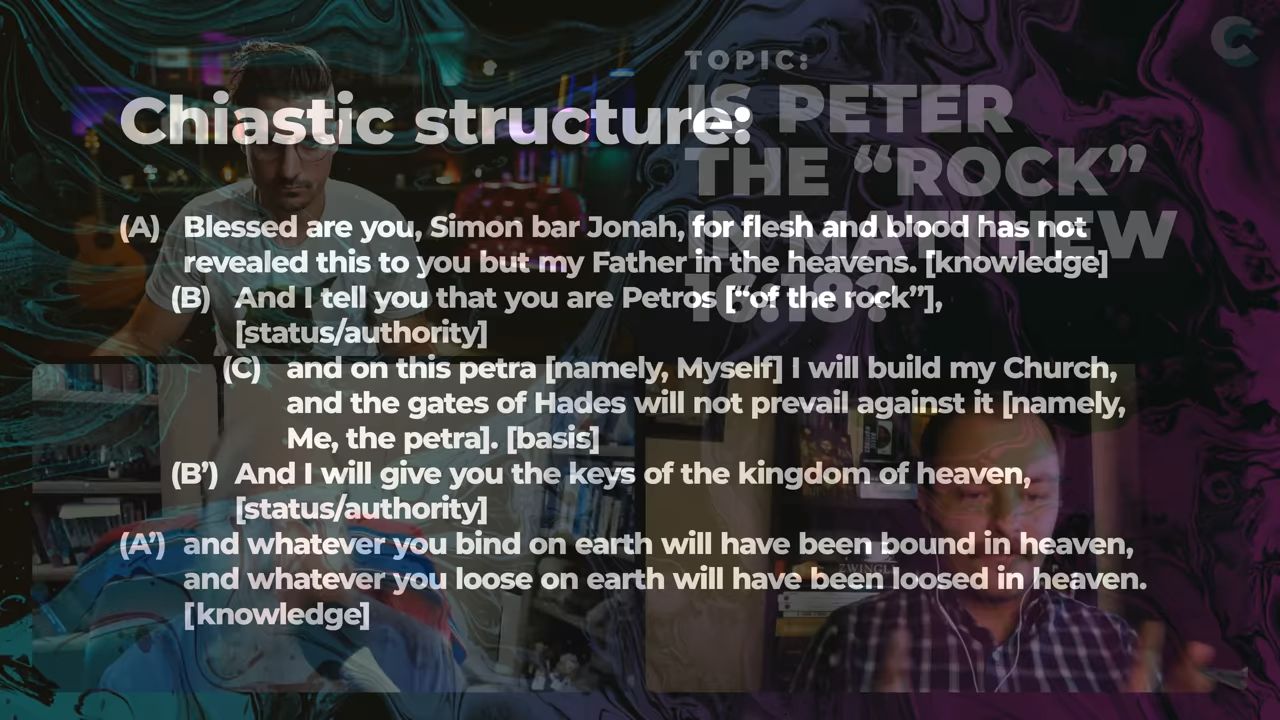 TOPIC:
IS PETER
THE “ROCK”
IN MATTHEW
16:18?
Chiastic structure:
(A) Blessed are you, Simon bar Jonah, for flesh and blood has not
revealed this to you but my Father in the heavens. [knowledge]
(B) And I tell you that you are Petros [“of the rock”],
[status/authority]
(C) and on this petra [namely, Myself] I will build my Church,
and the gates of Hades will not prevail against it [namely,
Me, the petra]. [basis]
(B’) And I will give you the keys of the kingdom of heaven,
[status/authority]
(A’) and whatever you bind on earth will have been bound in heaven,
and whatever you loose on earth will have been loosed in heaven.
[knowledge]
ZWINGLI